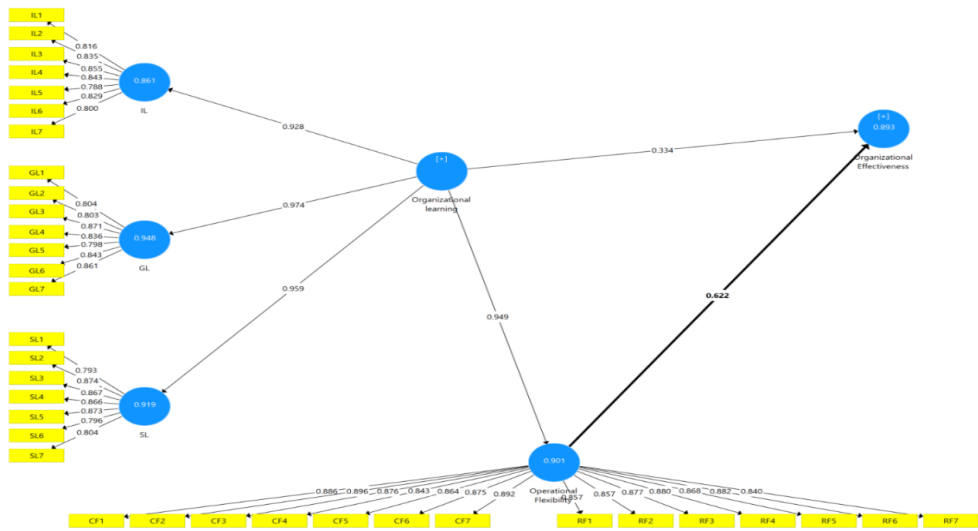 IL1
IL2
IL3
IL4
IL5
IL6
IL7
0.816
0.835
0.855
0.843
0.788
0.829
0.800
0.861
IL
0.928
[+]
0.893
Organizational
Effectiveness
0.334
[+]
Organizational
learning
GL1
GL2
GL3
GL4
GL5
GL6
GL7
0.804
0.803
0.871
0.836
0.798
0.843
0.861
0.948
GL
0.974
0.959
0.622
0.949
SL1
SL2
SL3
SL4
SL5
SL6
SL7
0.793
0.874
0.867
0.866
0.873
0.796
0.804
0.919
SL
0.901
Operational
Flexibility
0.886
0.896
0.876
0.843
0.864
0.875
0.892
0.857
0.857
0.877
0.880
0.868
0.882
0.840
CF1
CF2
CF3
CF4
CF5
CF6
CF7
RF1
RF2
RF3
RF4
RF5
RF6
RF7